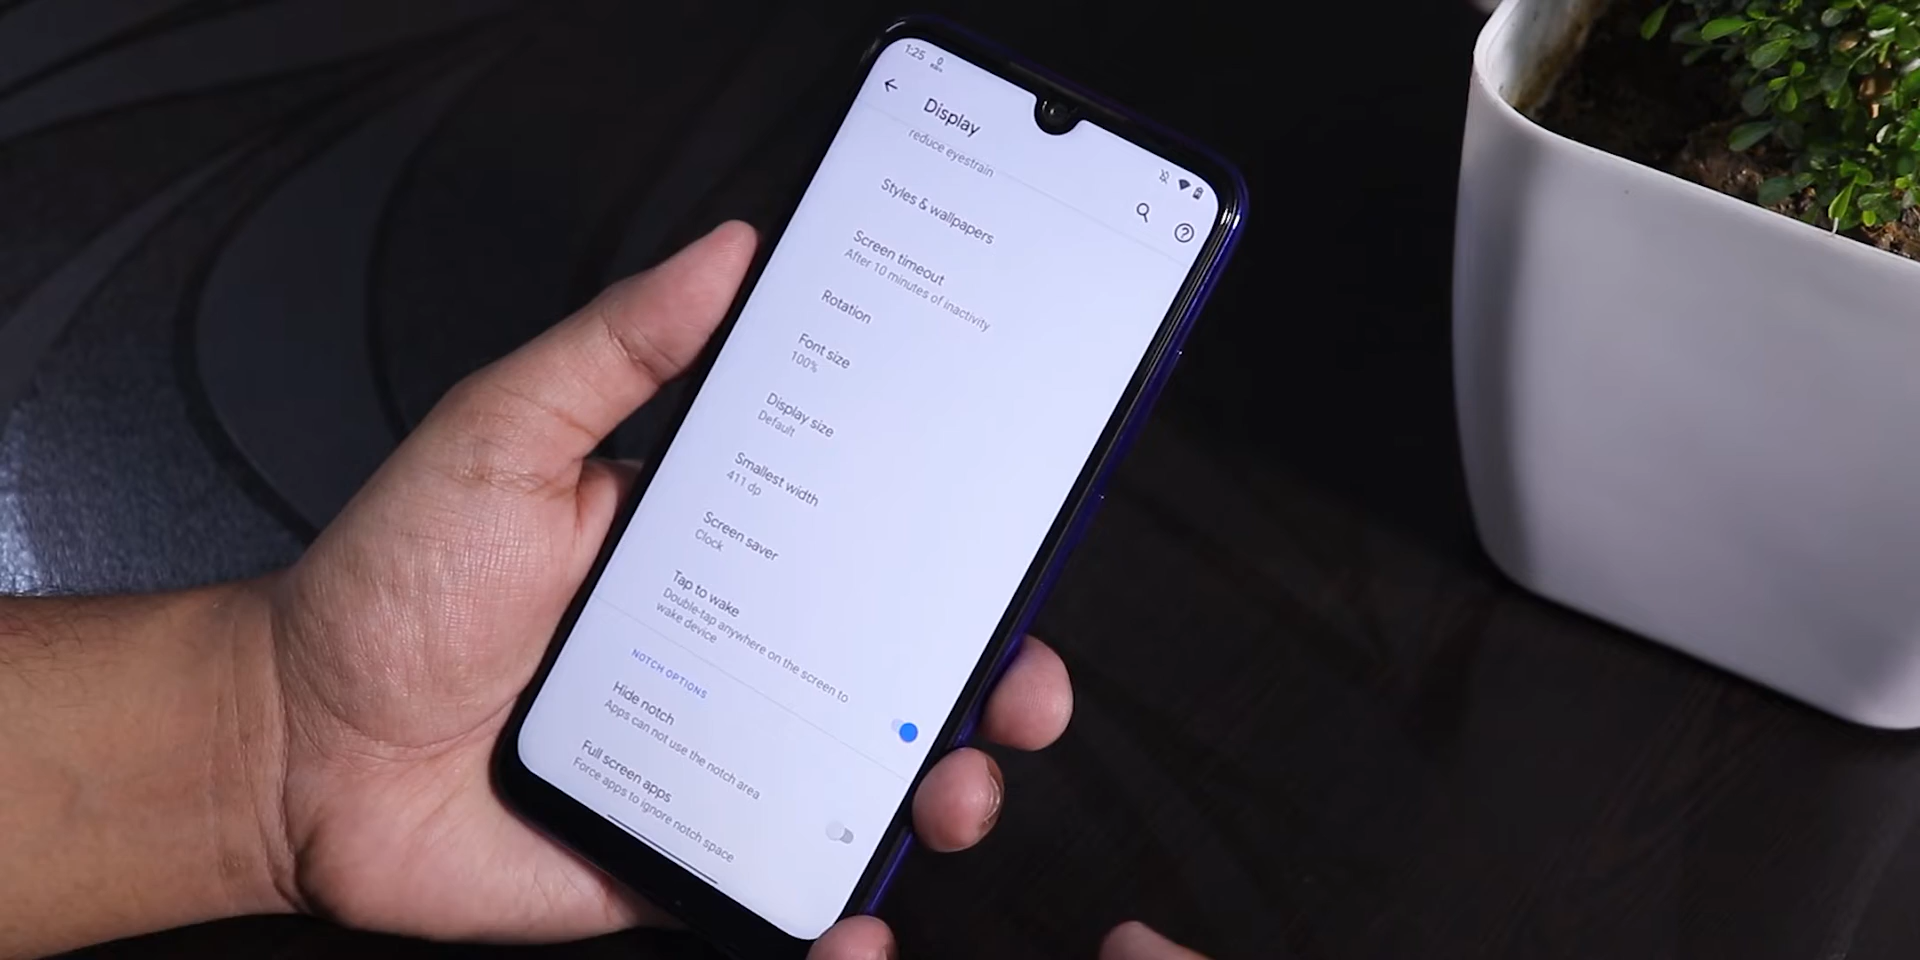 1:25 0
KB/s
Display
reduce eyestrain
Styles & wallpapers
Screen timeout
After 10 minutes of inactivity
Rotation
Font size
100%
Display size
Default
Smallest width
411 dp
Screen saver
Clock
Tap to wake
Double-tap anywhere on the screen to
wake device
NOTCH OPTIONS
Hide notch
Apps can not use the notch area
Full screen apps
Force apps to ignore notch space